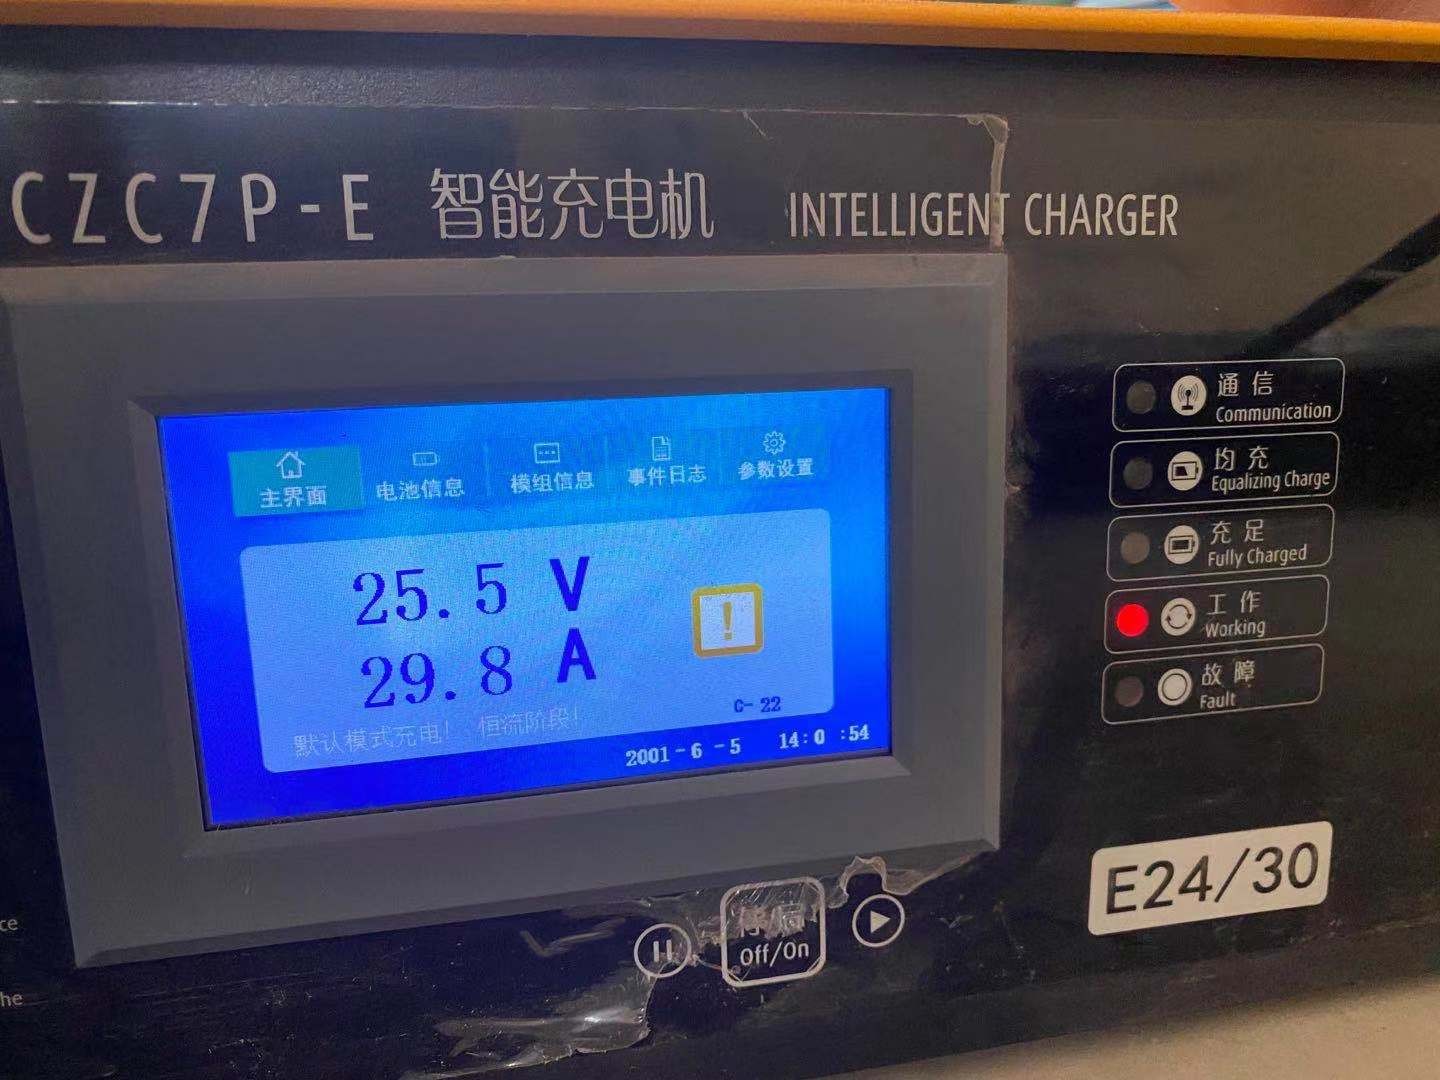 CZC7P-E 智能充电机 INTELLIGENT CHARGER
主界面 电池信息 模组信息 事件日志 参数设置
25.5 V
29.8 A
!
C-22
默认模式充电! 恒流阶段!
2001-6 -5 14:0 :54
通信
Communication
均充
Equalizing Charge
充足
Fully Charged
工作
Working
故障
Fault
E24/30
Off/On
ce
he